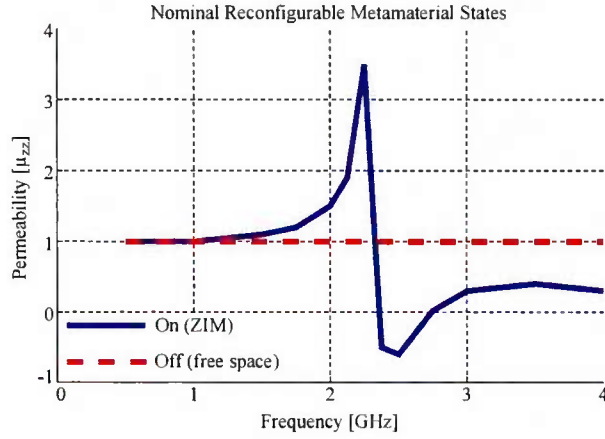 Nominal Reconfigurable Metamaterial States
Permeability [μzz]
4
3
2
1
0
-1
On (ZIM)
Off (free space)
0 1 2 3 4
Frequency [GHz]